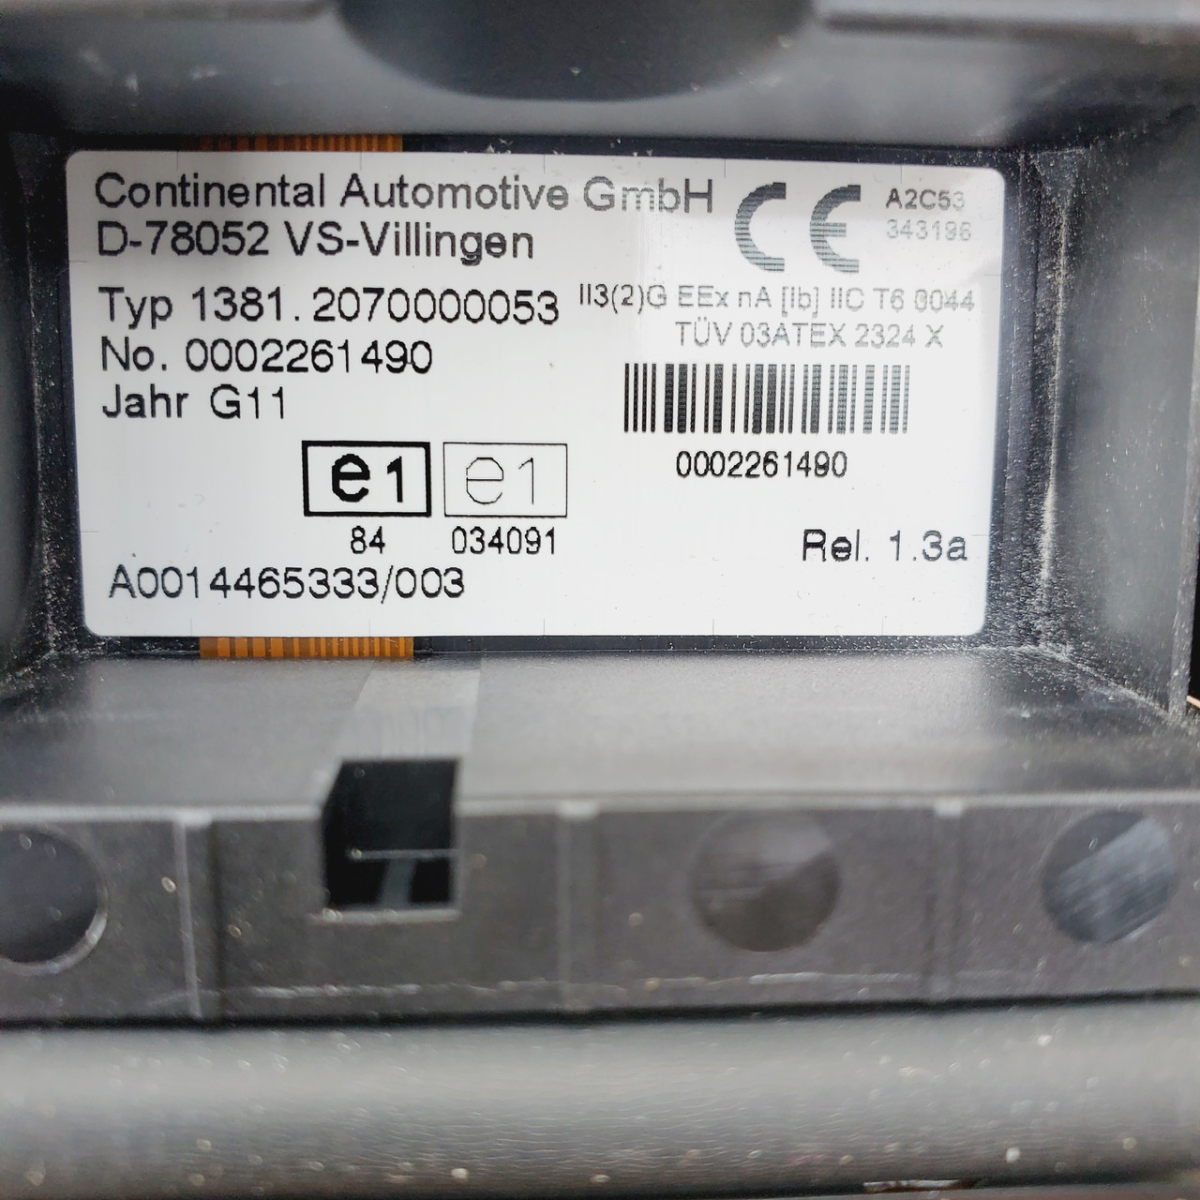 Continental Automotive GmbH
D-78052 VS-Villingen
CE
A2C53
343196
Typ 1381.2070000053
II3(2)G EEx nA [Ib] IIC T6 0044
TÜV 03ATEX 2324 X
No. 0002261490
Jahr G11
0002261490
e1
84
e1
034091
Rel. 1.3a
A0014465333/003